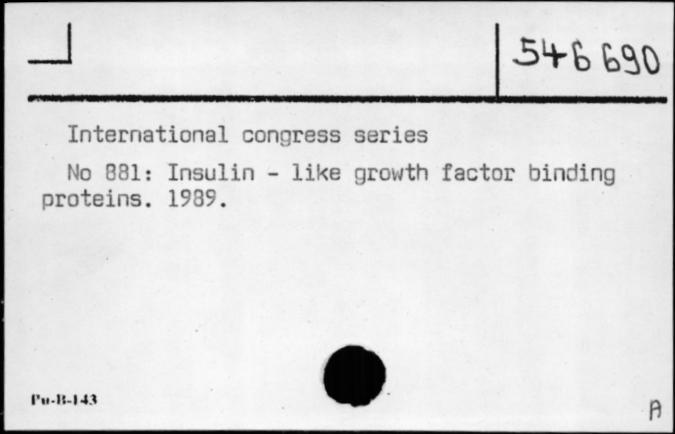 546 690
International congress series
No 881: Insulin - like growth factor binding
proteins. 1989.
Pu-B-143
A